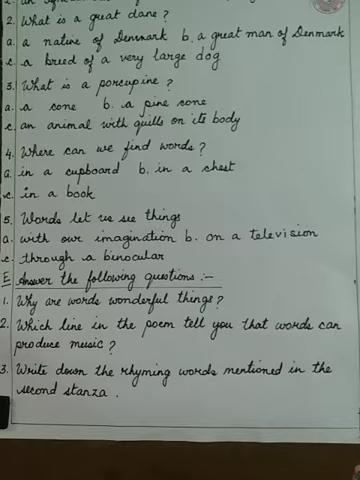 2. What is a great dane?
a. a native of Denmark b. a great man of Denmark
c. a breed of a very large dog
3. What is a porcupine?
a. a cone b. a pine cone
c. an animal with quills on its body
4. Where can we find words?
a. in a cupboard b. in a chest
c. in a book
5. Words let us see things
a. with our imagination b. on a television
c. through a binocular
E Answer the following questions :-
1. Why are words wonderful things?
2. Which line in the poem tell you that words can
produce music?
3. Write down the rhyming words mentioned in the
second stanza.